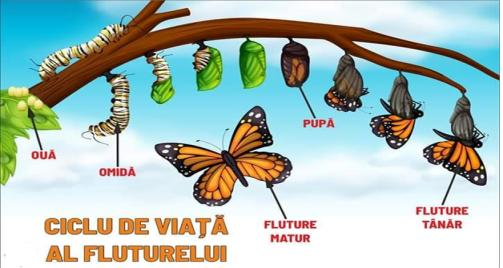 PUPĂ
OUĂ
OMIDĂ
FLUTURE
MATUR
FLUTURE
TÂNĂR
CICLU DE VIAȚĂ
AL FLUTURELUI